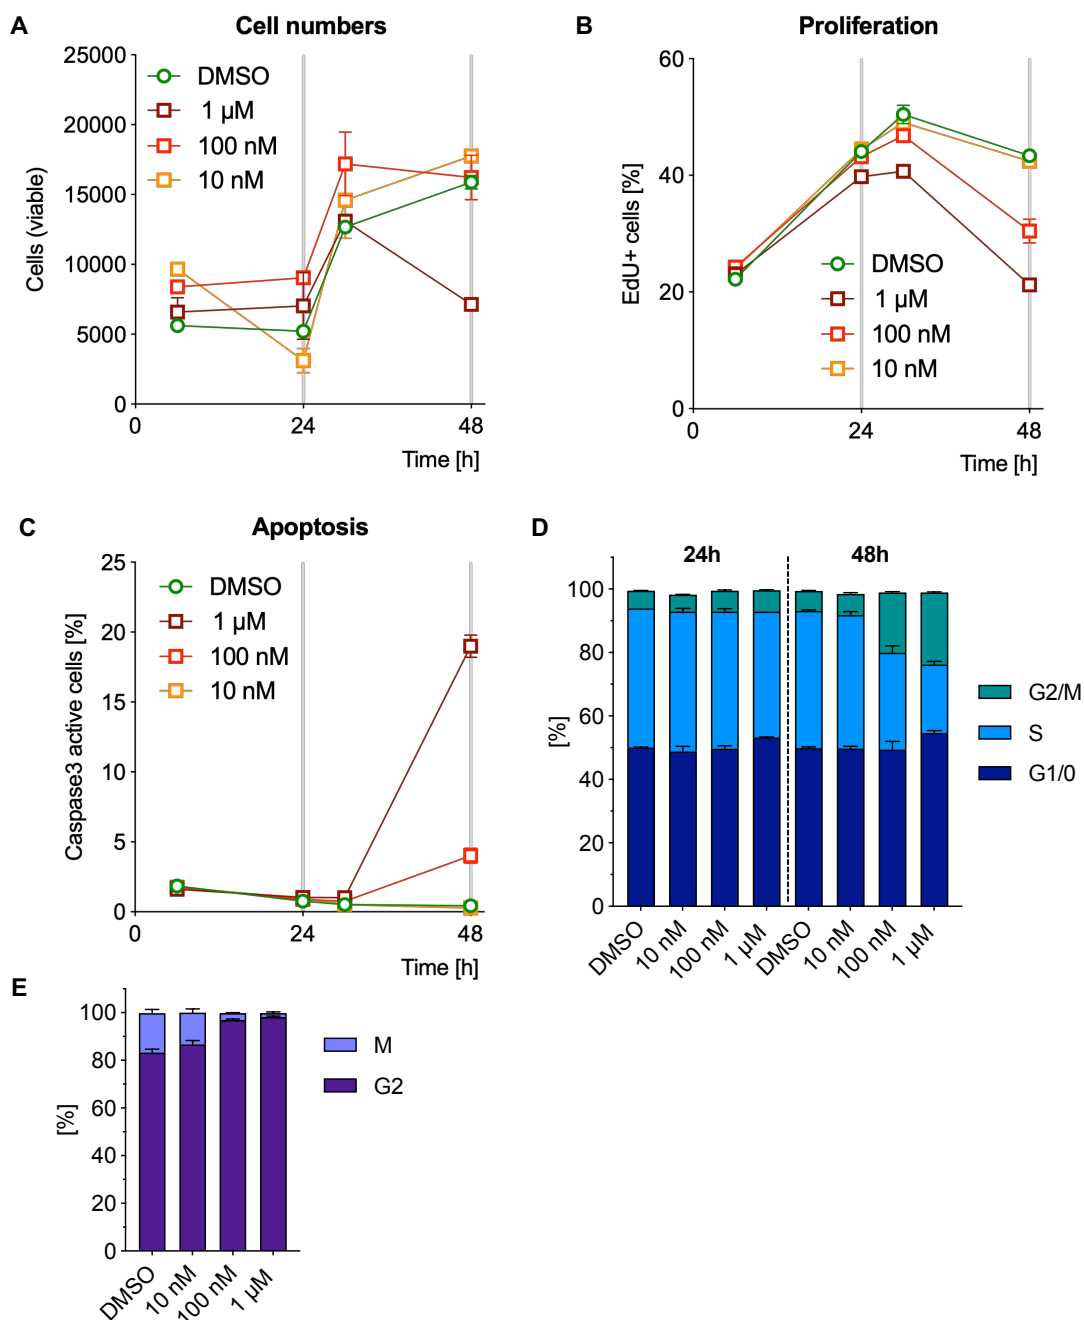 A
Cell numbers
25000
20000
15000
10000
5000
0
0
24
48
Cells (viable)
Time [h]
DMSO
1 µM
100 nM
10 nM
B
Proliferation
60
40
20
0
0
24
48
EdU+ cells [%]
Time [h]
DMSO
1 µM
100 nM
10 nM
C
Apoptosis
25
20
15
10
5
0
0
24
48
Caspase3 active cells [%]
Time [h]
DMSO
1 µM
100 nM
10 nM
D
24h
48h
100
80
60
40
20
0
[%]
DMSO
10 nM
100 nM
1 µM
DMSO
10 nM
100 nM
1 µM
G2/M
S
G1/0
E
100
80
60
40
20
0
[%]
DMSO
10 nM
100 nM
1 µM
M
G2